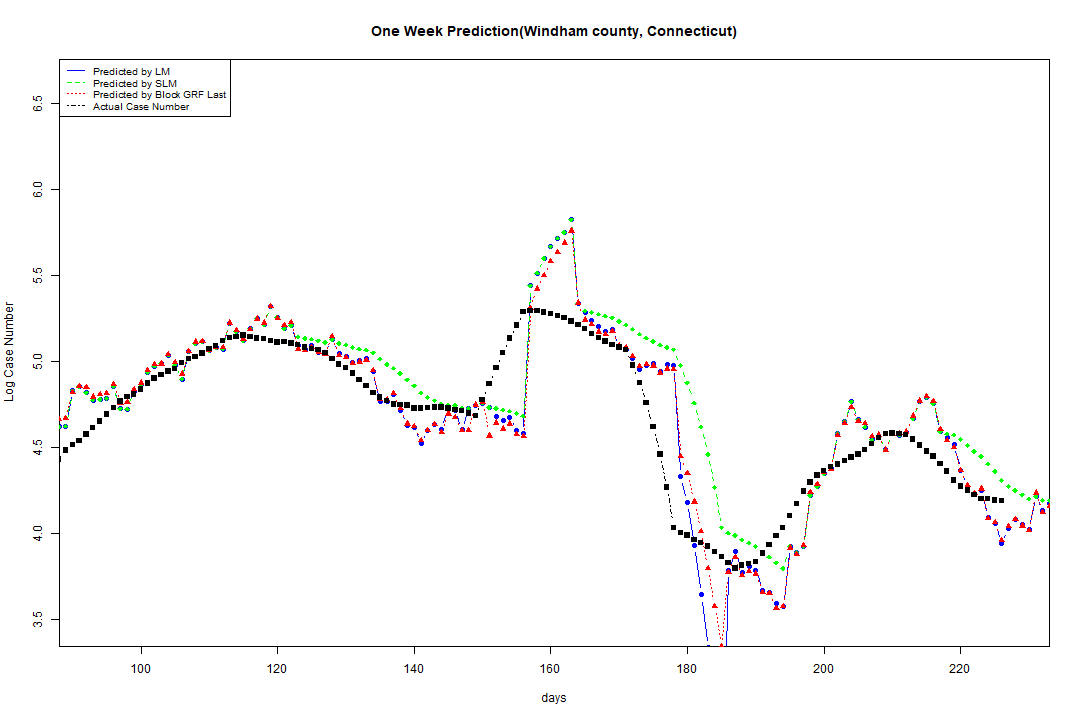 One Week Prediction(Windham county, Connecticut)
Predicted by LM
Predicted by SLM
Predicted by Block GRF Last
Actual Case Number
Log Case Number
6.5
6.0
5.5
5.0
4.5
4.0
3.5
100 120 140 160 180 200 220
days